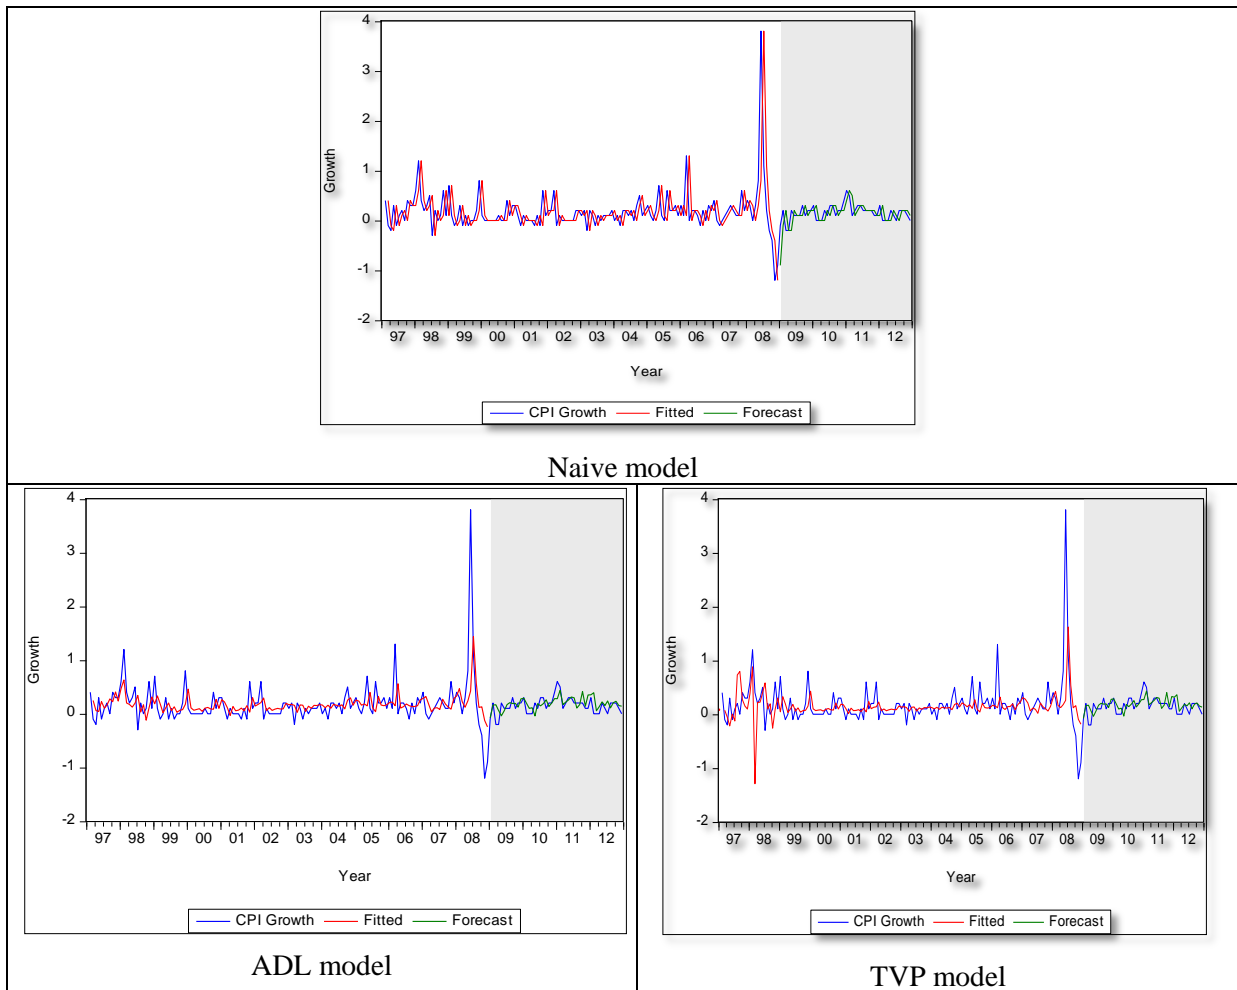 4
3
2
1
0
-1
-2
Growth
97 98 99 00 01 02 03 04 05 06 07 08 09 10 11 12
Year
CPI Growth Fitted Forecast
Naive model
4
3
2
1
0
-1
-2
Growth
97 98 99 00 01 02 03 04 05 06 07 08 09 10 11 12
Year
CPI Growth Fitted Forecast
ADL model
4
3
2
1
0
-1
-2
Growth
97 98 99 00 01 02 03 04 05 06 07 08 09 10 11 12
Year
CPI Growth Fitted Forecast
TVP model